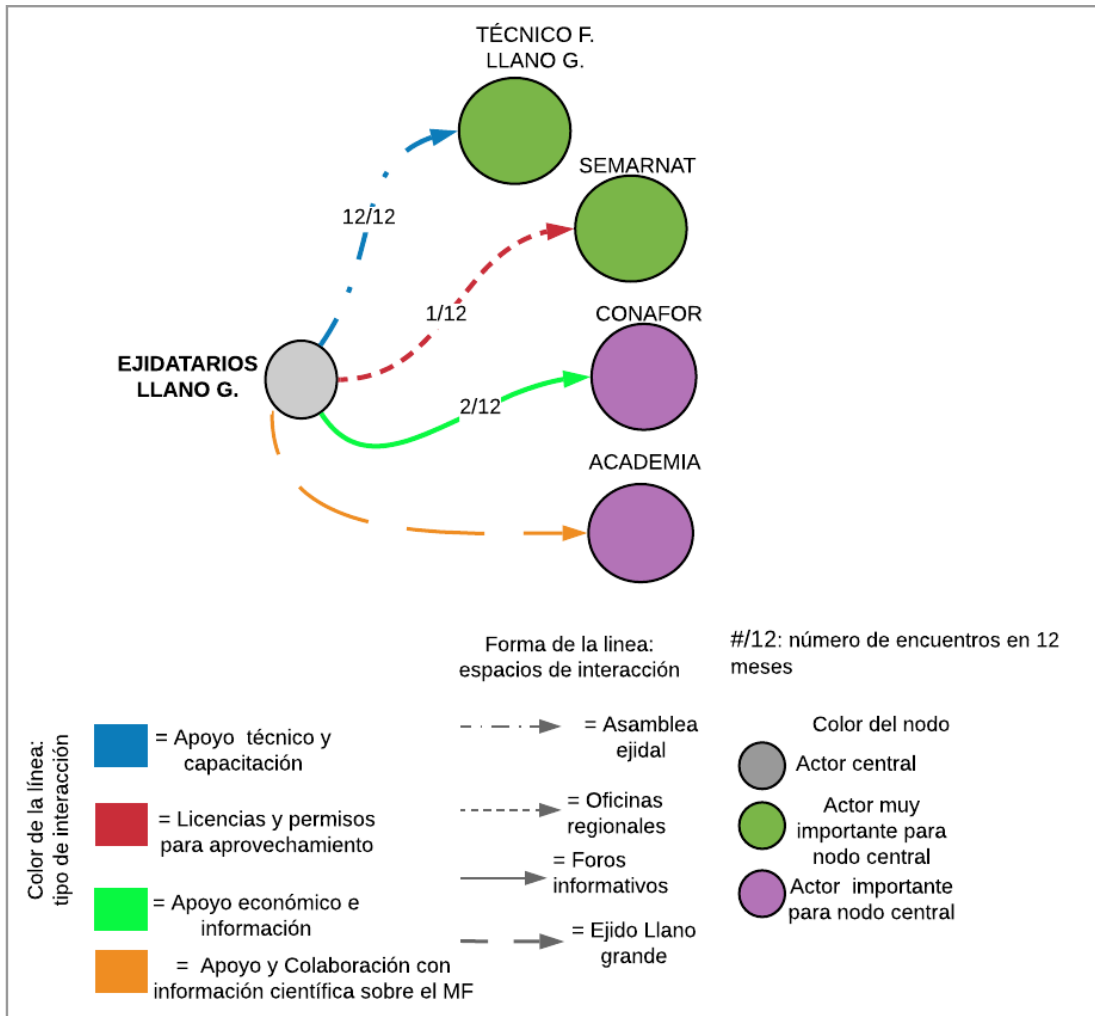 TÉCNICO F.
LLANO G.
SEMARNAT
12/12
CONAFOR
1/12
EJIDATARIOS
LLANO G.
2/12
ACADEMIA
Forma de la linea:
espacios de interacción
#/12: número de encuentros en 12
meses
Color de la línea:
tipo de interacción
= Apoyo técnico y
capacitación
= Licencias y permisos
para aprovechamiento
= Apoyo económico e
información
= Apoyo y Colaboración con
información científica sobre el MF
= Asamblea
ejidal
= Oficinas
regionales
= Foros
informativos
= Ejido Llano
grande
Color del nodo
Actor central
Actor muy
importante para
nodo central
Actor importante
para nodo central